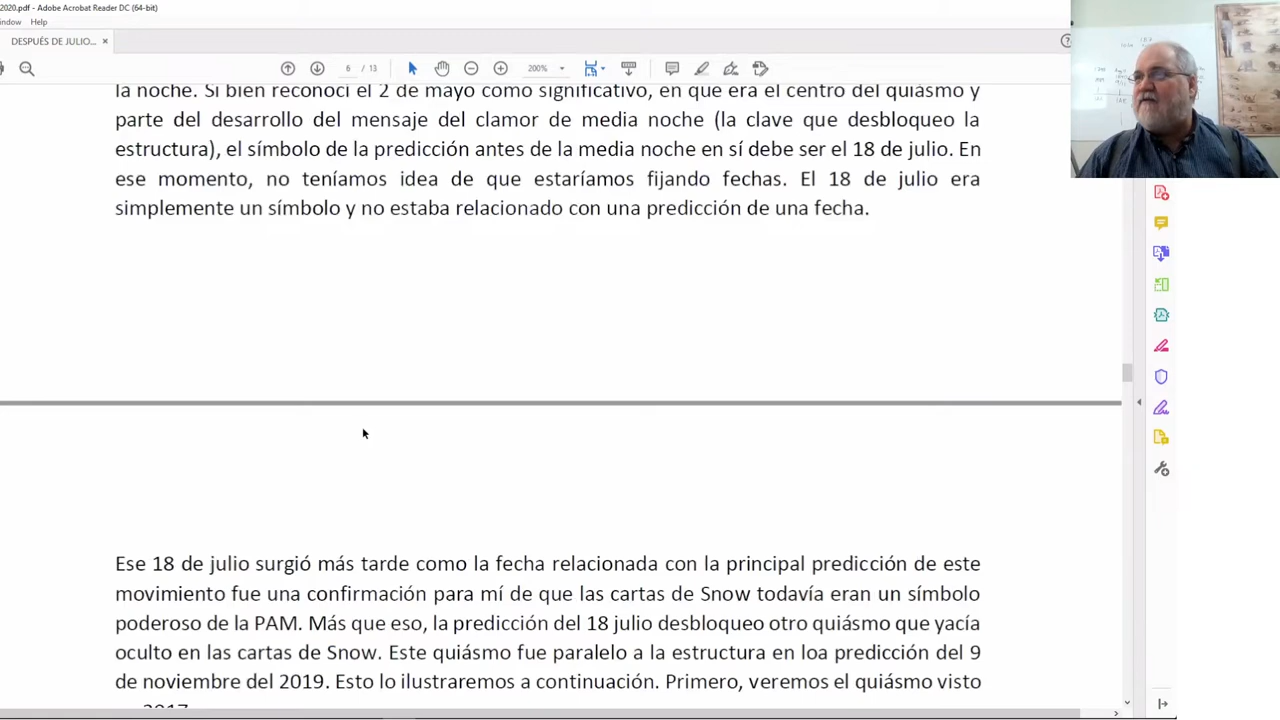 2020.pdf - Adobe Acrobat Reader DC (64-bit)
indow Help
DESPUÉS DE JULIO... ×
6 / 13
200%
la noche. Si bien reconocí el 2 de mayo como significativo, en que era el centro del quiásmo y
parte del desarrollo del mensaje del clamor de media noche (la clave que desbloqueo la
estructura), el símbolo de la predicción antes de la media noche en sí debe ser el 18 de julio. En
ese momento, no teníamos idea de que estaríamos fijando fechas. El 18 de julio era
simplemente un símbolo y no estaba relacionado con una predicción de una fecha.
Ese 18 de julio surgió más tarde como la fecha relacionada con la principal predicción de este
movimiento fue una confirmación para mí de que las cartas de Snow todavía eran un símbolo
poderoso de la PAM. Más que eso, la predicción del 18 julio desbloqueo otro quiásmo que yacía
oculto en las cartas de Snow. Este quiásmo fue paralelo a la estructura en loa predicción del 9
de noviembre del 2019. Esto lo ilustraremos a continuación. Primero, veremos el quiásmo visto
2017